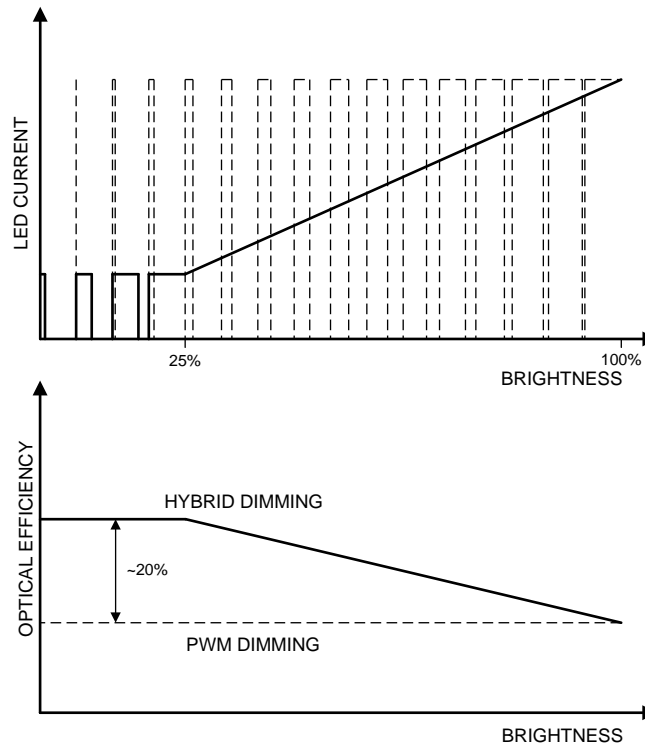 LED CURRENT
25%
100%
BRIGHTNESS
OPTICAL EFFICIENCY
HYBRID DIMMING
~20%
PWM DIMMING
BRIGHTNESS